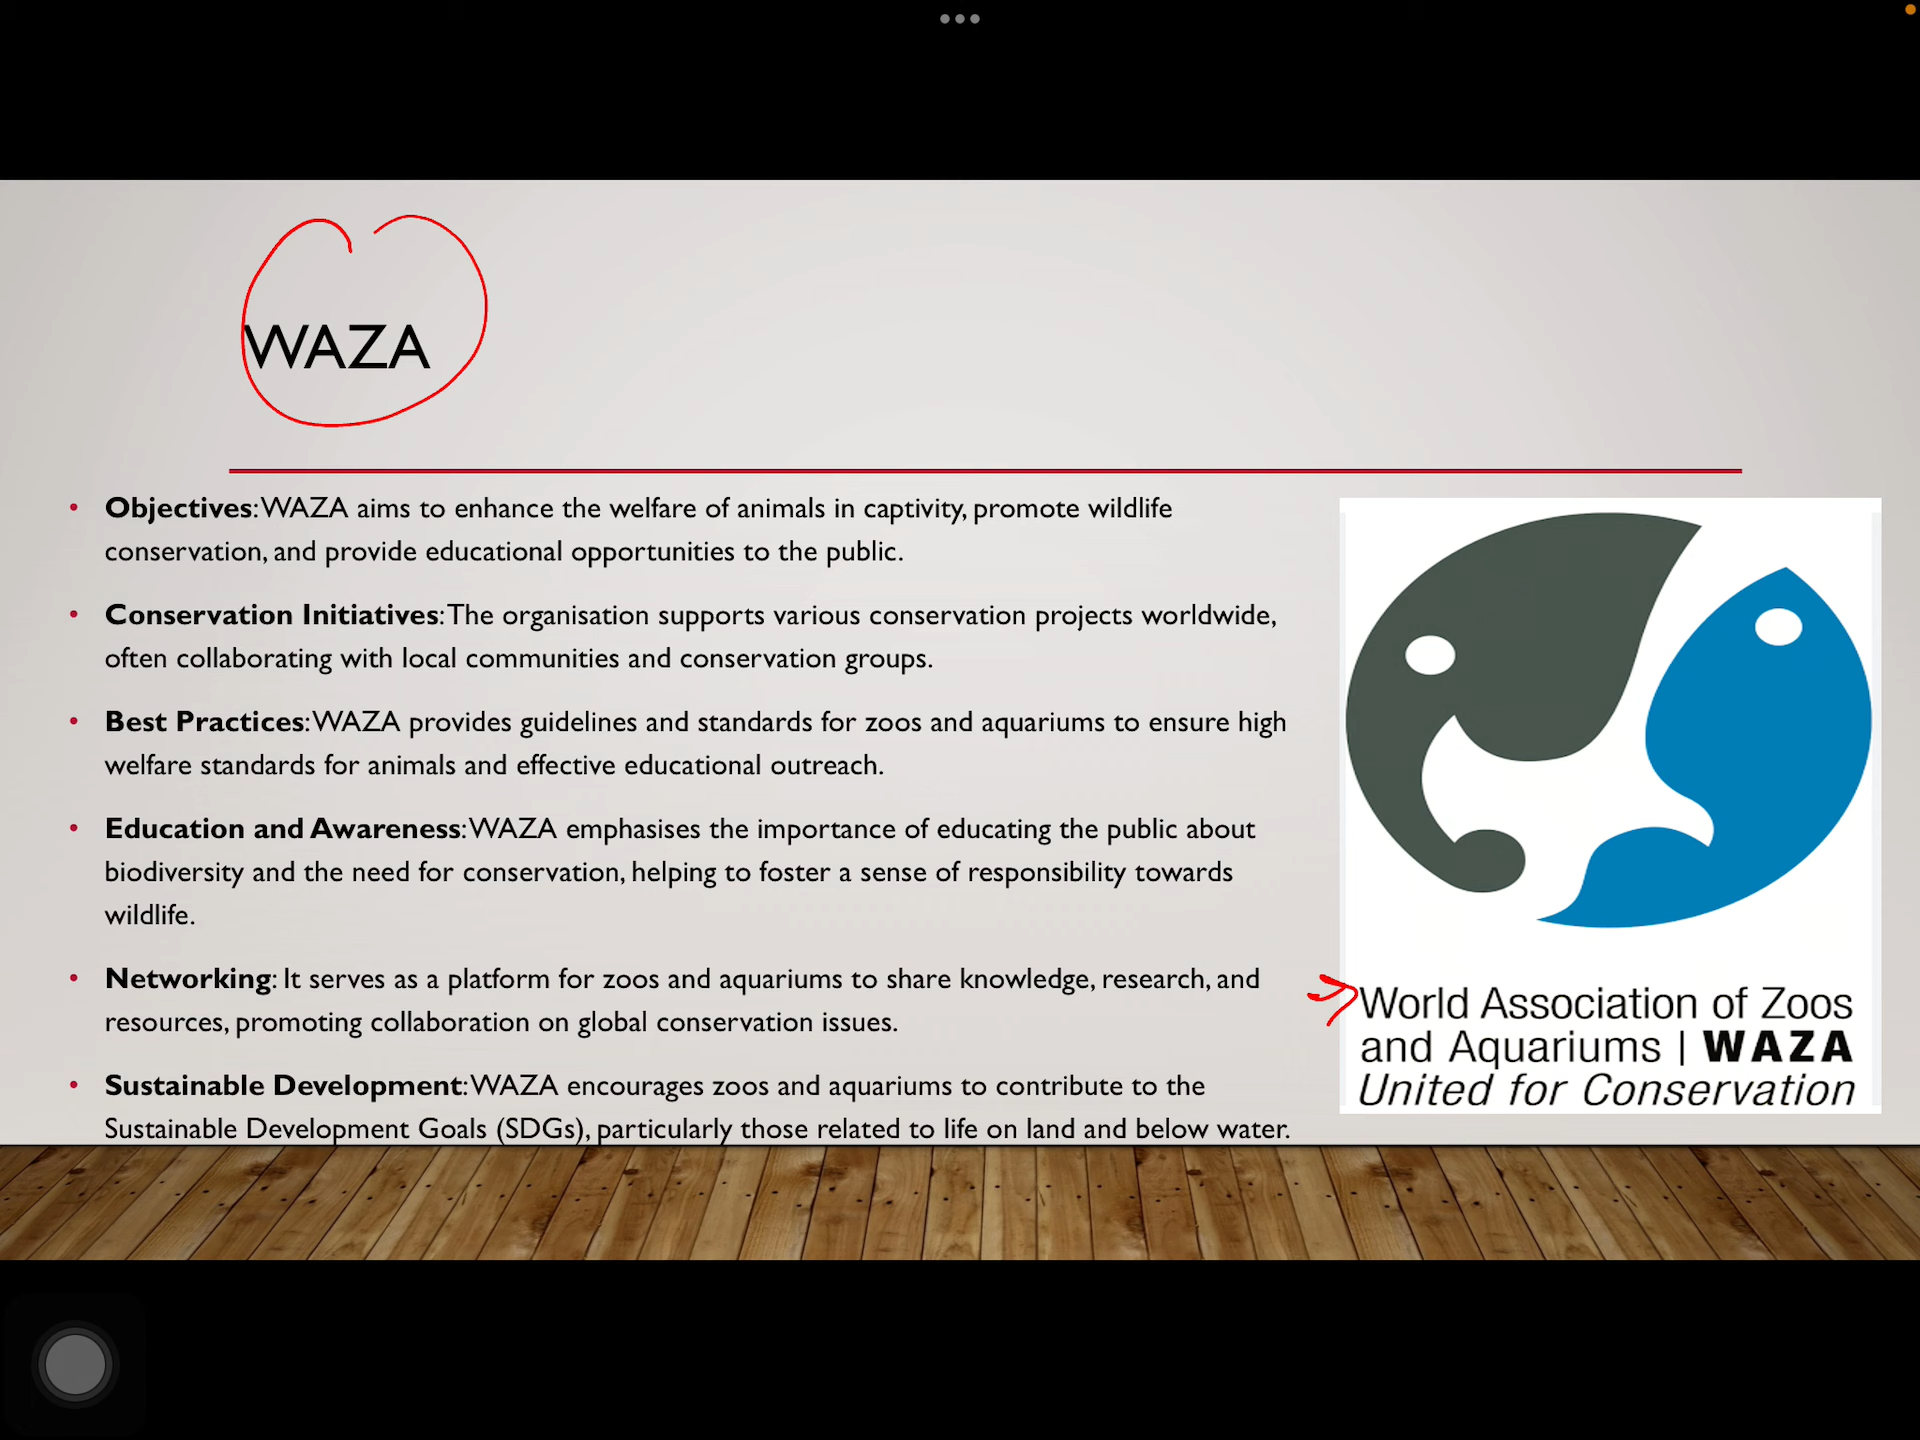 WAZA
• Objectives: WAZA aims to enhance the welfare of animals in captivity, promote wildlife
conservation, and provide educational opportunities to the public.
• Conservation Initiatives: The organisation supports various conservation projects worldwide,
often collaborating with local communities and conservation groups.
• Best Practices: WAZA provides guidelines and standards for zoos and aquariums to ensure high
welfare standards for animals and effective educational outreach.
• Education and Awareness: WAZA emphasises the importance of educating the public about
biodiversity and the need for conservation, helping to foster a sense of responsibility towards
wildlife.
• Networking: It serves as a platform for zoos and aquariums to share knowledge, research, and
resources, promoting collaboration on global conservation issues.
• Sustainable Development: WAZA encourages zoos and aquariums to contribute to the
Sustainable Development Goals (SDGs), particularly those related to life on land and below water.
World Association of Zoos
and Aquariums | WAZA
United for Conservation